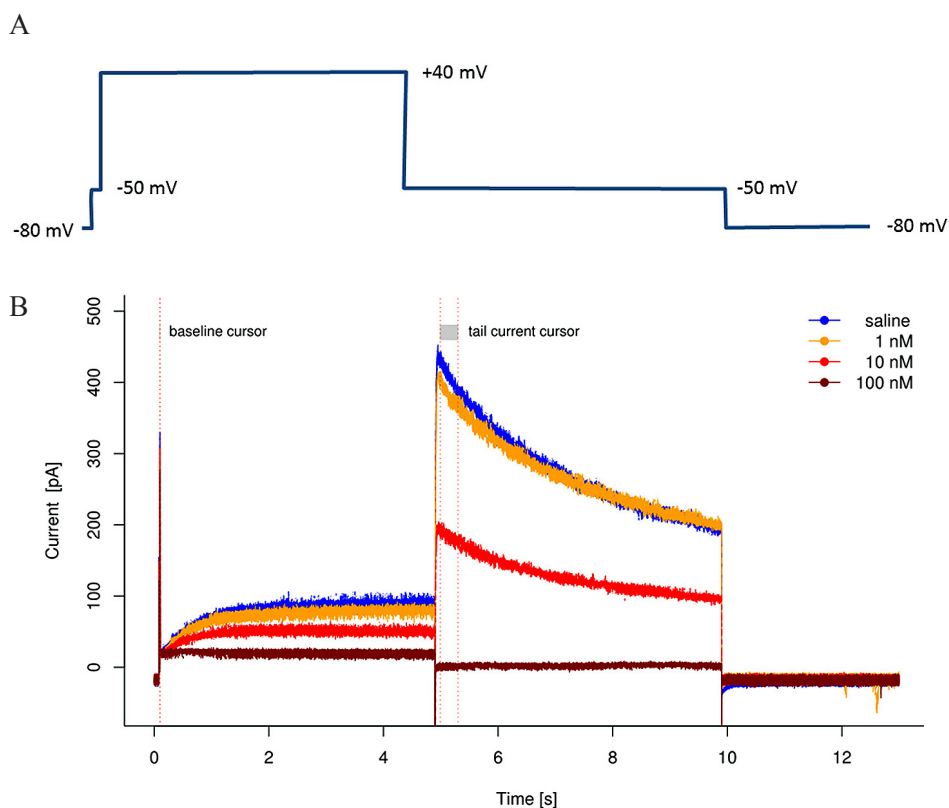 A
+40 mV
-50 mV
-50 mV
-80 mV
-80 mV
B
500
400
300
200
100
0
Current [pA]
baseline cursor
tail current cursor
saline
1 nM
10 nM
100 nM
0
2
4
6
8
10
12
Time [s]